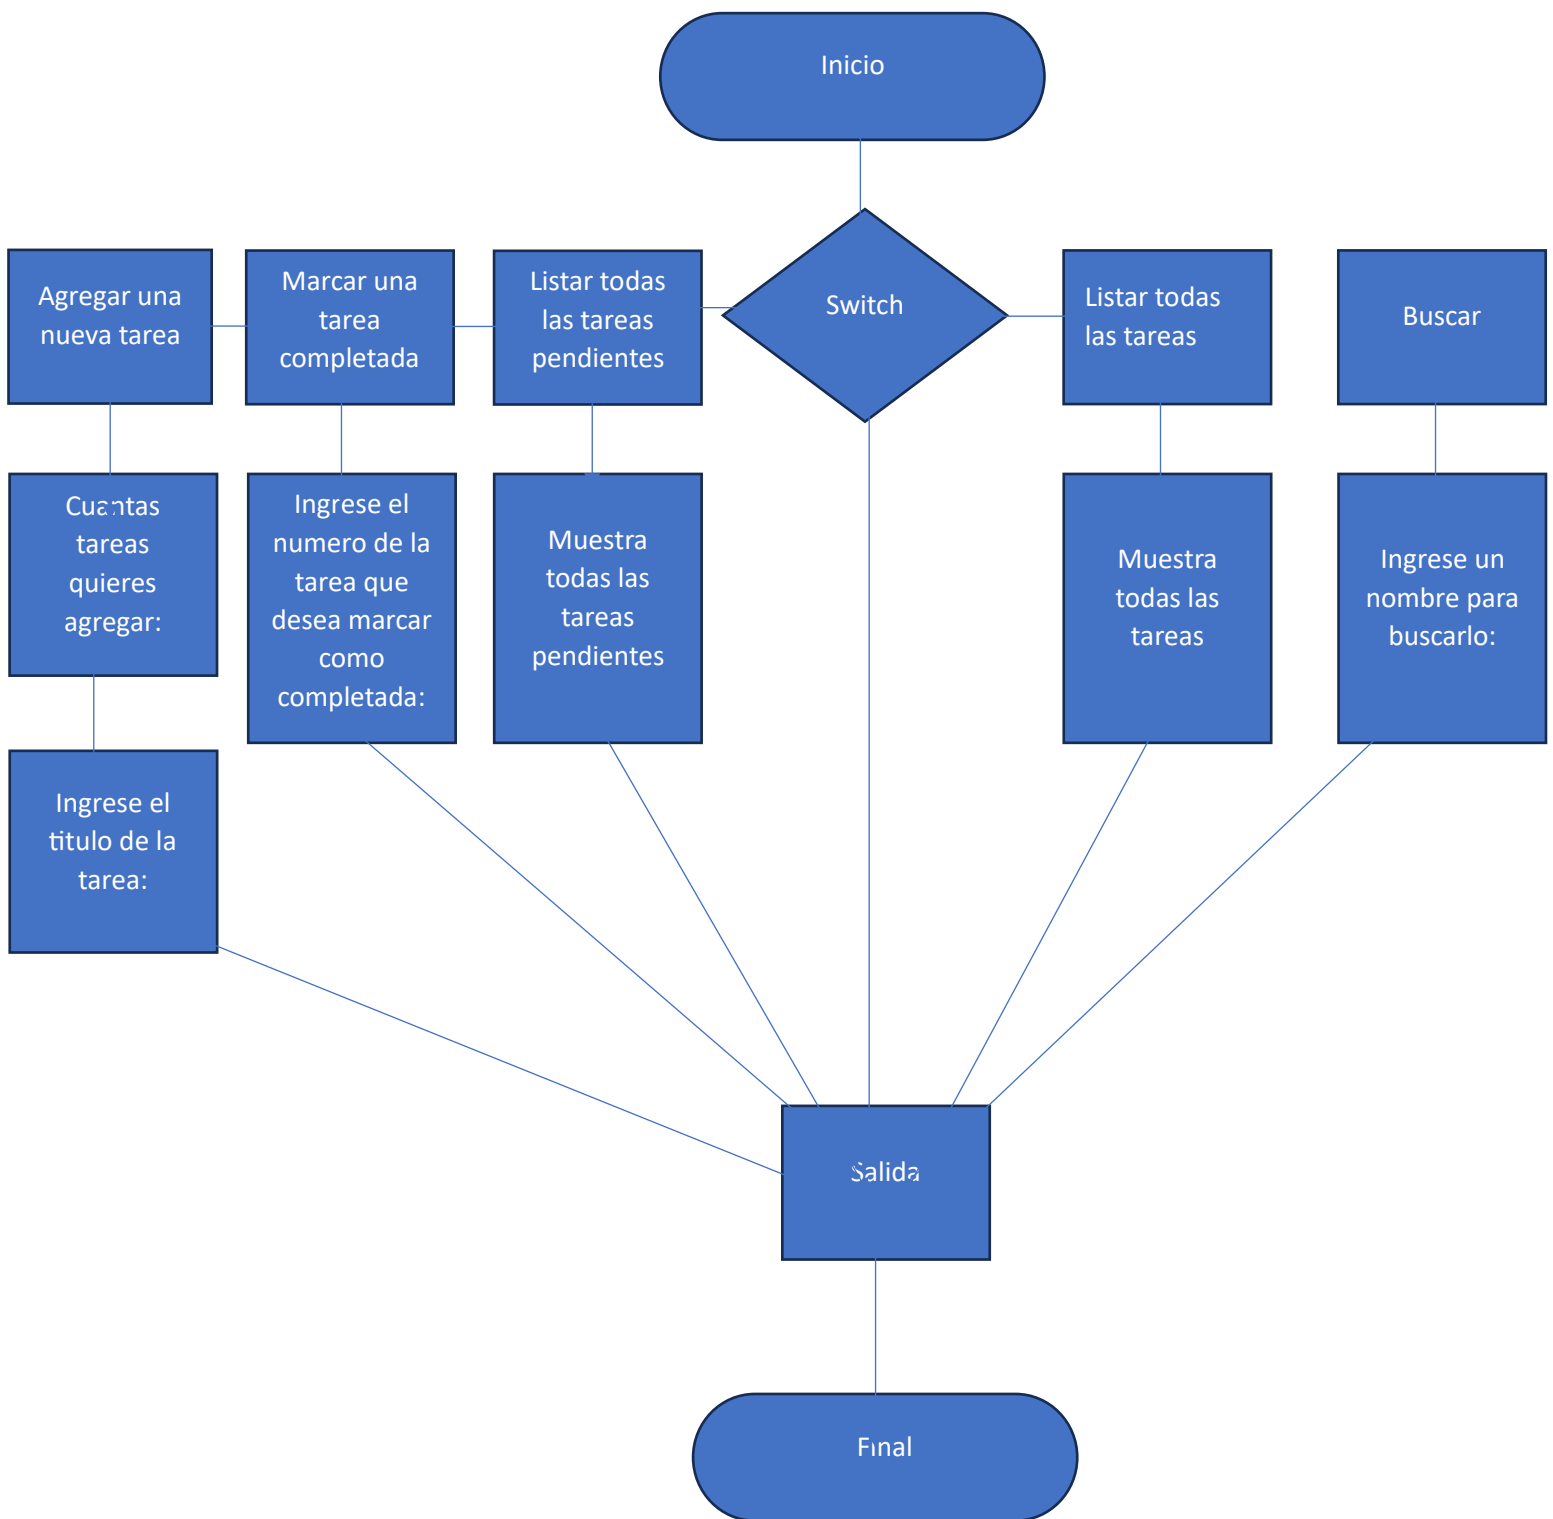 Inicio
Switch
Agregar una
nueva tarea
Marcar una
tarea
completada
Listar todas
las tareas
pendientes
Listar todas
las tareas
Buscar
Cuantas
tareas
quieres
agregar:
Ingrese el
numero de la
tarea que
desea marcar
como
completada:
Muestra
todas las
tareas
pendientes
Muestra
todas las
tareas
Ingrese un
nombre para
buscarlo:
Ingrese el
titulo de la
tarea:
Salida
Final